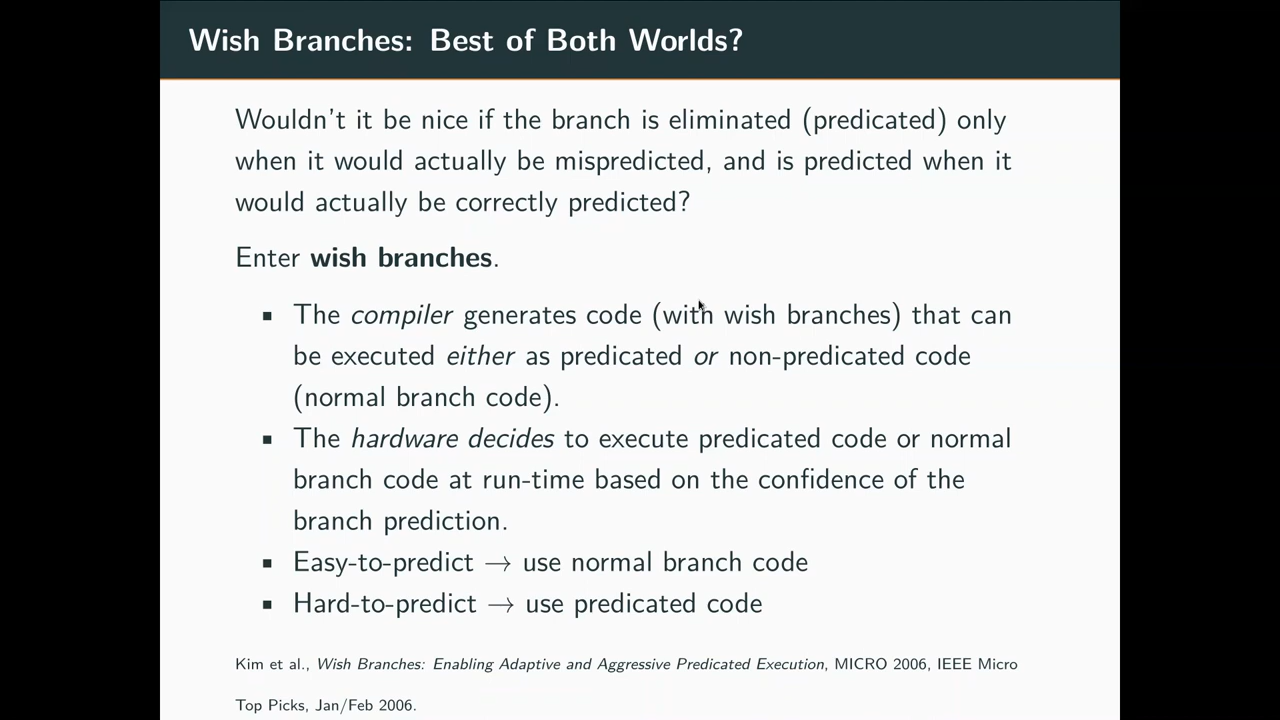 Wish Branches: Best of Both Worlds?
Wouldn't it be nice if the branch is eliminated (predicated) only
when it would actually be mispredicted, and is predicted when it
would actually be correctly predicted?
Enter wish branches.
▪ The compiler generates code (with wish branches) that can
be executed either as predicated or non-predicated code
(normal branch code).
▪ The hardware decides to execute predicated code or normal
branch code at run-time based on the confidence of the
branch prediction.
▪ Easy-to-predict → use normal branch code
▪ Hard-to-predict → use predicated code
Kim et al., Wish Branches: Enabling Adaptive and Aggressive Predicated Execution, MICRO 2006, IEEE Micro
Top Picks, Jan/Feb 2006.